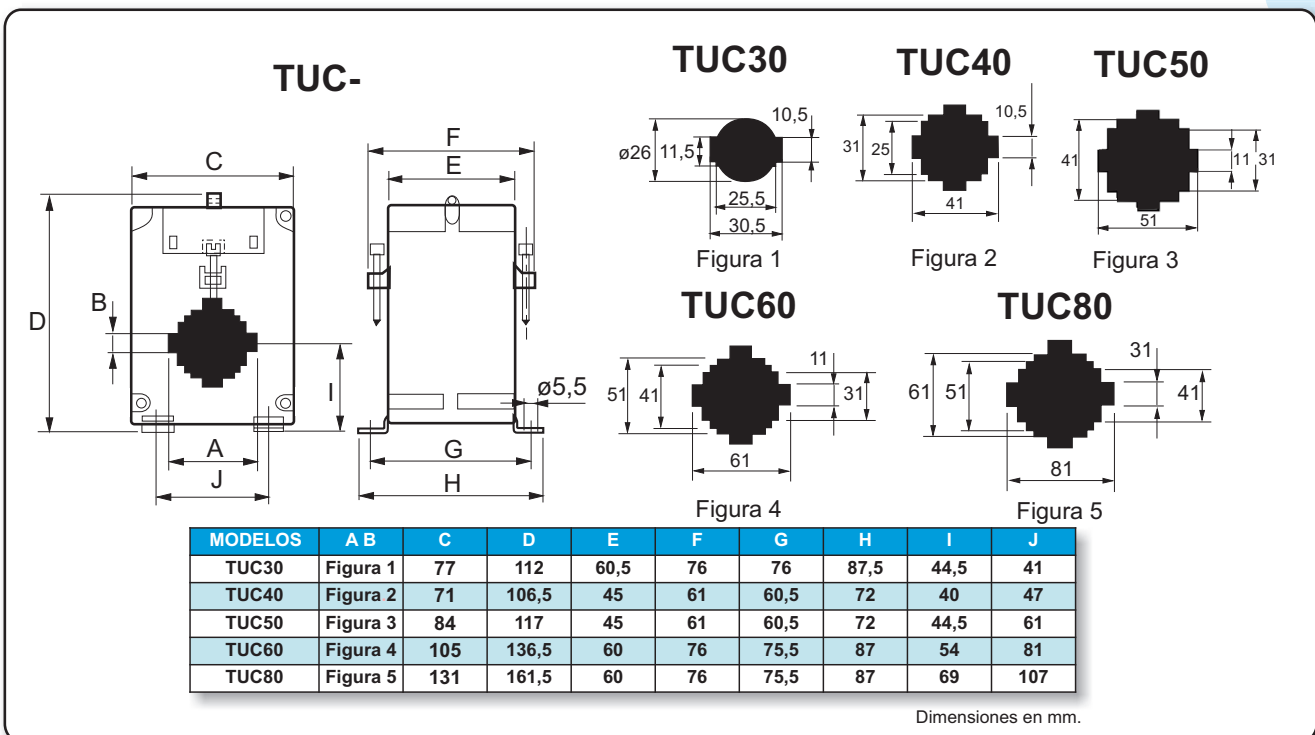 TUC-
C
D
B
I
A
J
F
E
ø5,5
G
H
TUC30
ø26
11,5
10,5
25,5
30,5
Figura 1
TUC40
31
25
10,5
41
Figura 2
TUC50
41
11
31
51
Figura 3
TUC60
51
41
11
31
61
Figura 4
TUC80
61
51
31
41
81
Figura 5
MODELOS A B C D E F G H I J
TUC30 Figura 1 77 112 60,5 76 76 87,5 44,5 41
TUC40 Figura 2 71 106,5 45 61 60,5 72 40 47
TUC50 Figura 3 84 117 45 61 60,5 72 44,5 61
TUC60 Figura 4 105 136,5 60 76 75,5 87 54 81
TUC80 Figura 5 131 161,5 60 76 75,5 87 69 107
Dimensiones en mm.